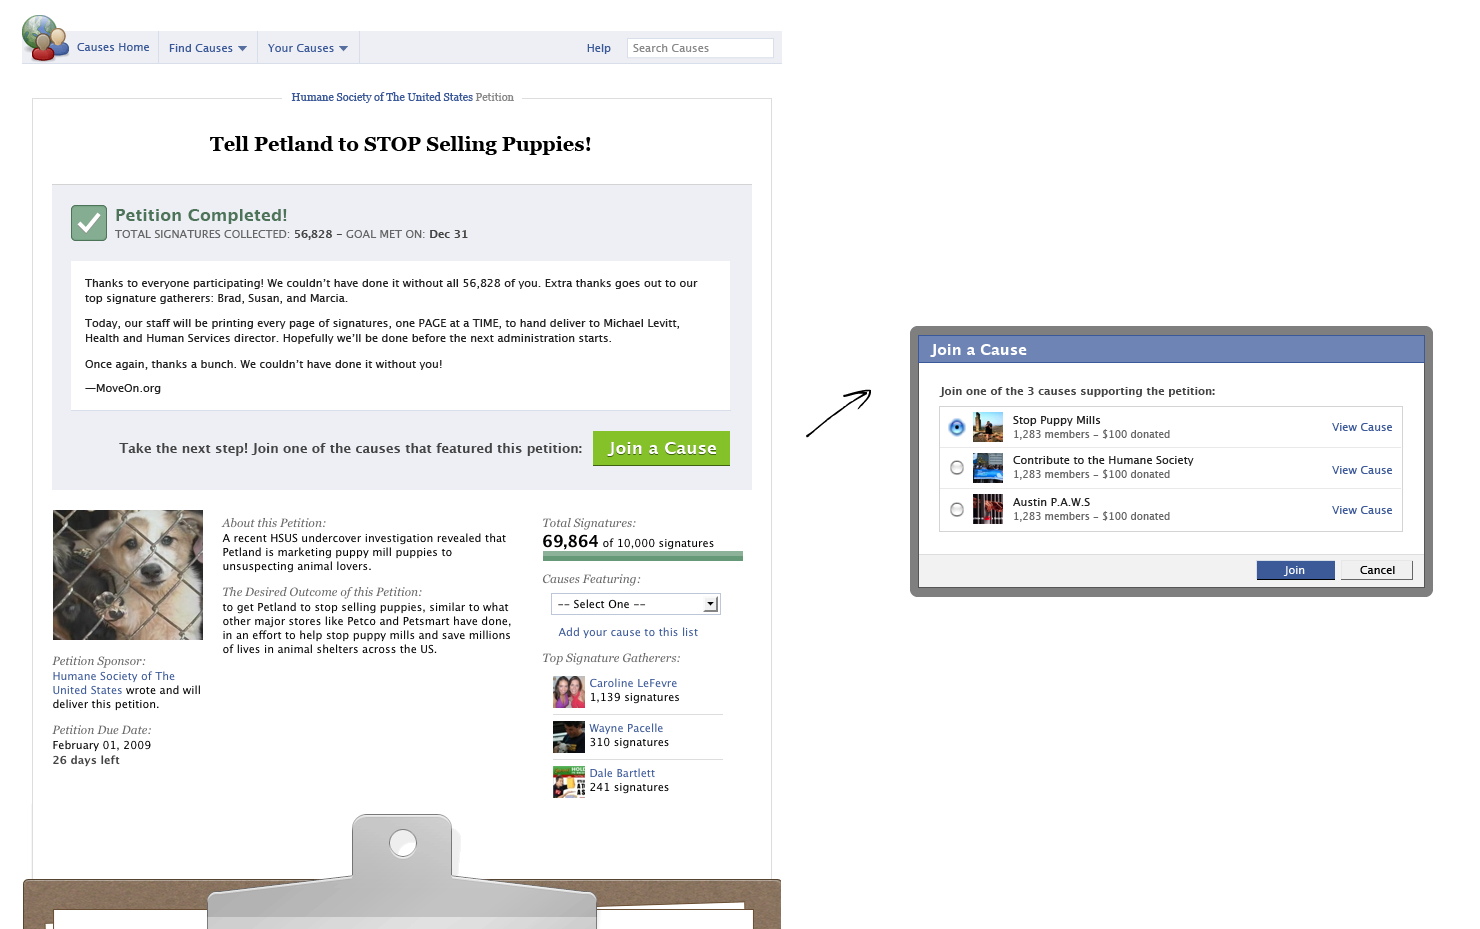 Causes Home
Find Causes
Your Causes
Help
Search Causes
Humane Society of The United States Petition
Tell Petland to STOP Selling Puppies!
Petition Completed!
TOTAL SIGNATURES COLLECTED: 56,828 – GOAL MET ON: Dec 31
Thanks to everyone participating! We couldn't have done it without all 56,828 of you. Extra thanks goes out to our
top signature gatherers: Brad, Susan, and Marcia.
Today, our staff will be printing every page of signatures, one PAGE at a TIME, to hand deliver to Michael Levitt,
Health and Human Services director. Hopefully we'll be done before the next administration starts.
Once again, thanks a bunch. We couldn't have done it without you!
—MoveOn.org
Take the next step! Join one of the causes that featured this petition:
Join a Cause
About this Petition:
A recent HSUS undercover investigation revealed that
Petland is marketing puppy mill puppies to
unsuspecting animal lovers.
The Desired Outcome of this Petition:
to get Petland to stop selling puppies, similar to what
other major stores like Petco and Petsmart have done,
in an effort to help stop puppy mills and save millions
of lives in animal shelters across the US.
Petition Sponsor:
Humane Society of The
United States wrote and will
deliver this petition.
Petition Due Date:
February 01, 2009
26 days left
Total Signatures:
69,864 of 10,000 signatures
Causes Featuring:
-- Select One --
Add your cause to this list
Top Signature Gatherers:
Caroline LeFevre
1,139 signatures
Wayne Pacelle
310 signatures
Dale Bartlett
241 signatures
Join a Cause
Join one of the 3 causes supporting the petition:
Stop Puppy Mills
1,283 members – $100 donated
View Cause
Contribute to the Humane Society
1,283 members – $100 donated
View Cause
Austin P.A.W.S
1,283 members – $100 donated
View Cause
Join
Cancel